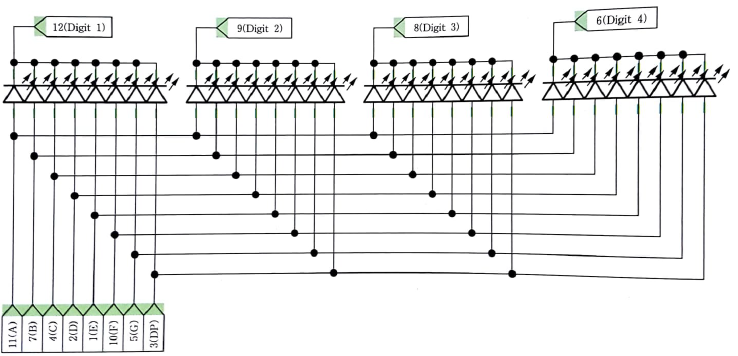 12(Digit 1)
9(Digit 2)
8(Digit 3)
6(Digit 4)
11(A)
7(B)
4(C)
2(D)
1(E)
10(F)
5(G)
3(DP)